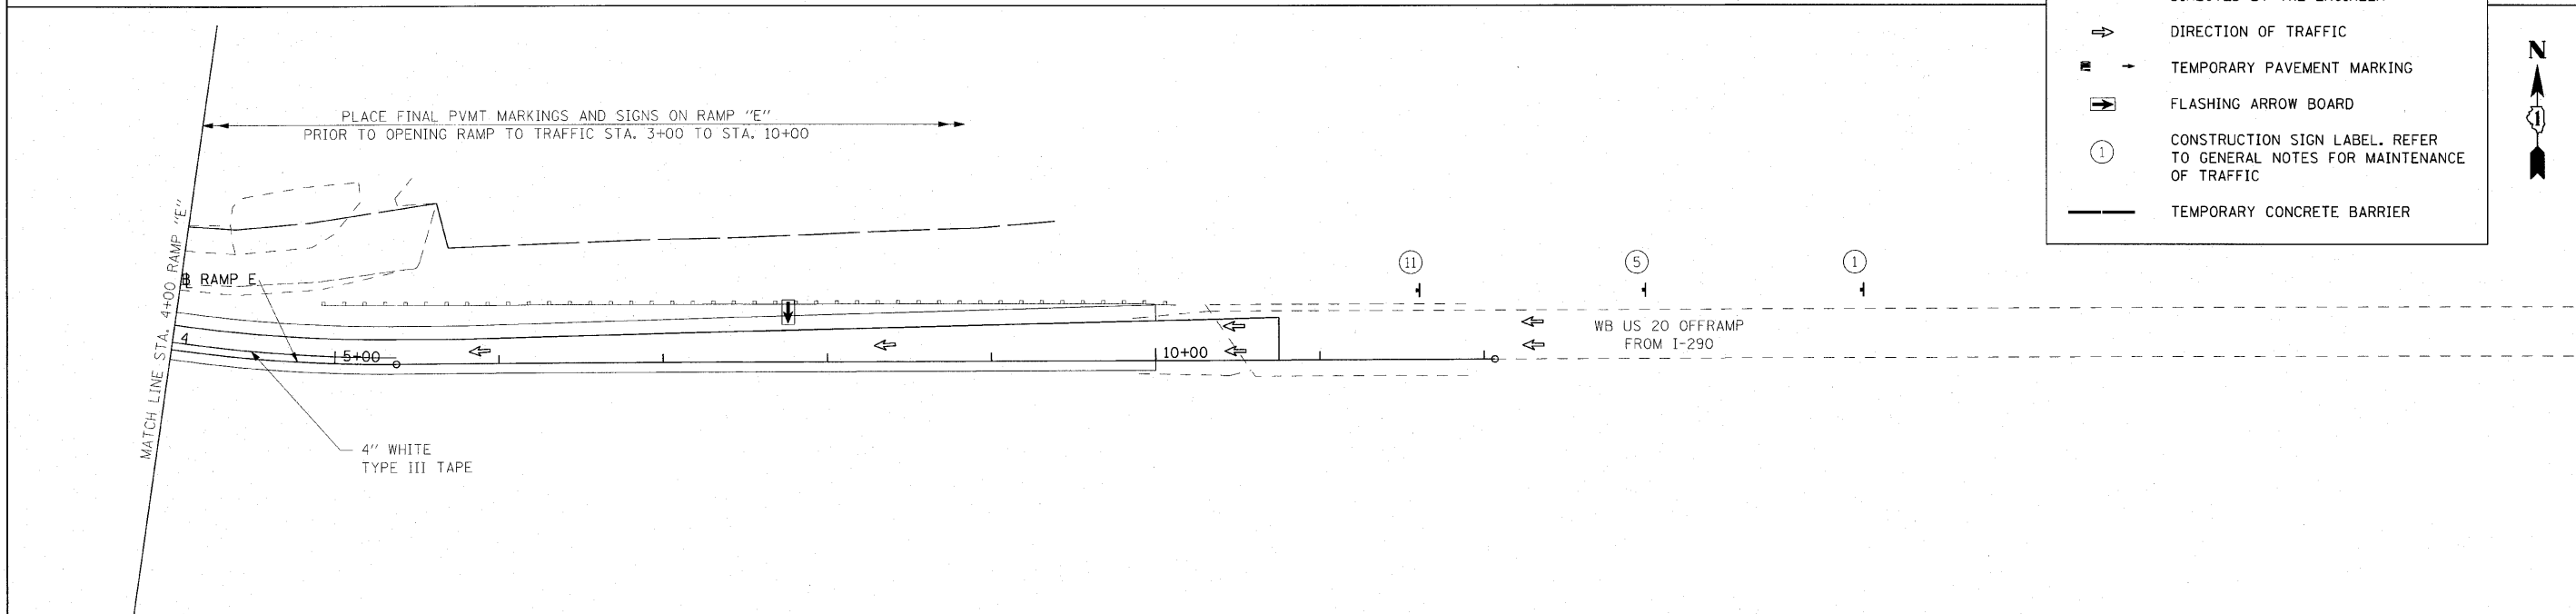 DIRECTION OF TRAFFIC
TEMPORARY PAVEMENT MARKING
FLASHING ARROW BOARD
1
CONSTRUCTION SIGN LABEL. REFER
TO GENERAL NOTES FOR MAINTENANCE
OF TRAFFIC
TEMPORARY CONCRETE BARRIER
N
1
PLACE FINAL PVMT MARKINGS AND SIGNS ON RAMP "E"
PRIOR TO OPENING RAMP TO TRAFFIC STA. 3+00 TO STA. 10+00
MATCH LINE STA. 4+00 RAMP "E"
RAMP E
11
5
1
4
5+00
10+00
WB US 20 OFFRAMP
FROM I-290
4" WHITE
TYPE III TAPE